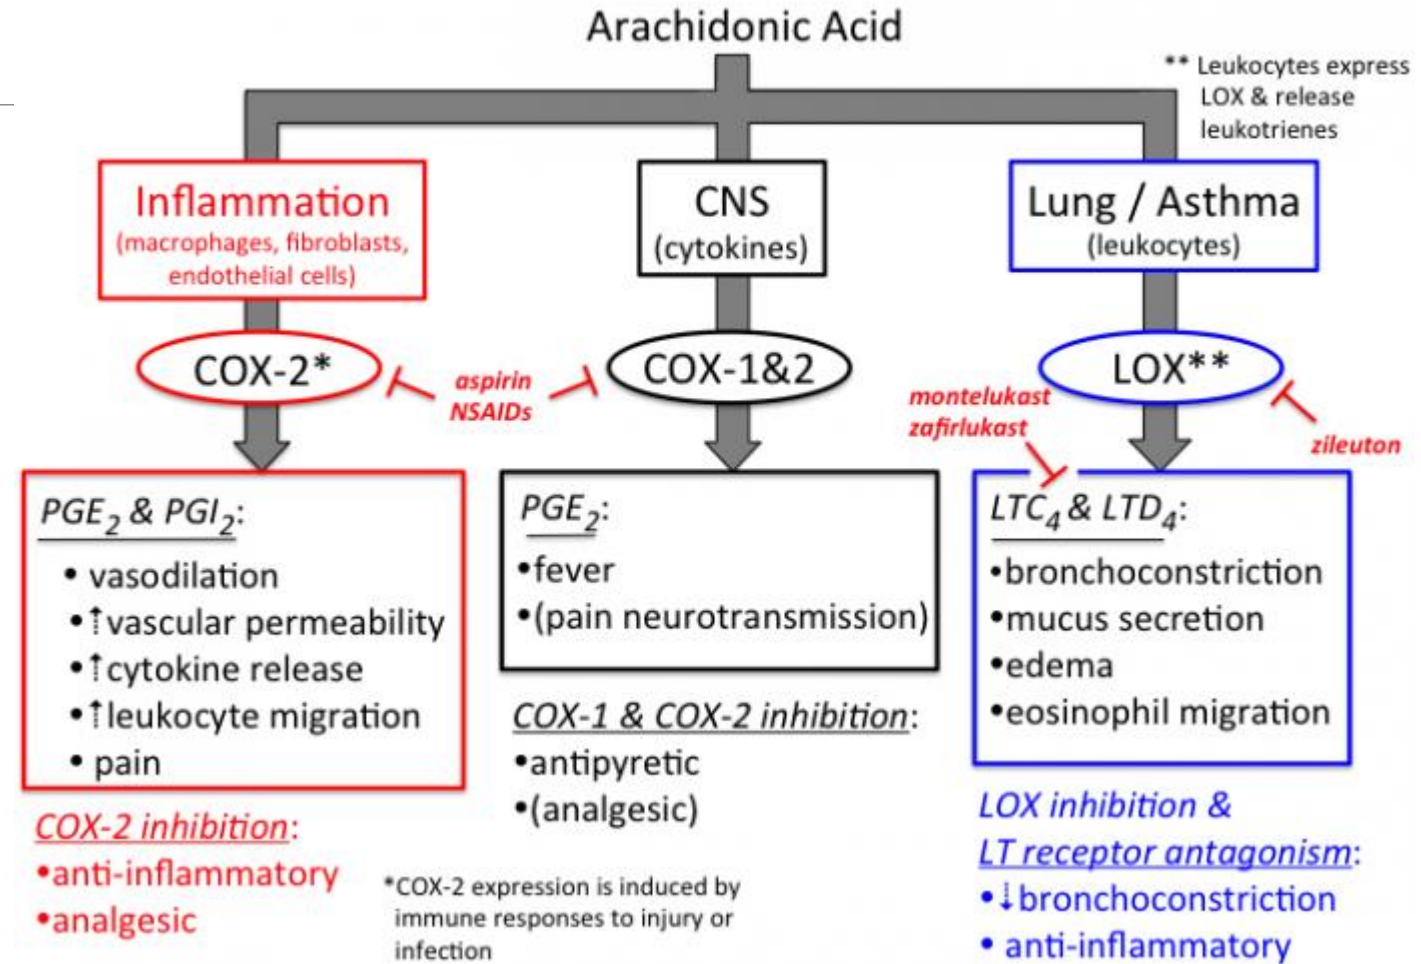 Arachidonic Acid
** Leukocytes express
LOX & release
leukotrienes
Inflammation
(macrophages, fibroblasts,
endothelial cells)
CNS
(cytokines)
Lung / Asthma
(leukocytes)
COX-2*
aspirin
NSAIDs
COX-1&2
LOX**
montelukast
zafirlukast
zileuton
PGE₂ & PGI₂:
• vasodilation
•⇡vascular permeability
•⇡cytokine release
•⇡leukocyte migration
• pain
COX-2 inhibition:
•anti-inflammatory
•analgesic
PGE₂:
•fever
•(pain neurotransmission)
COX-1 & COX-2 inhibition:
•antipyretic
•(analgesic)
*COX-2 expression is induced by
immune responses to injury or
infection
LTC₄ & LTD₄:
•bronchoconstriction
•mucus secretion
•edema
•eosinophil migration
LOX inhibition &
LT receptor antagonism:
•⇣bronchoconstriction
• anti-inflammatory